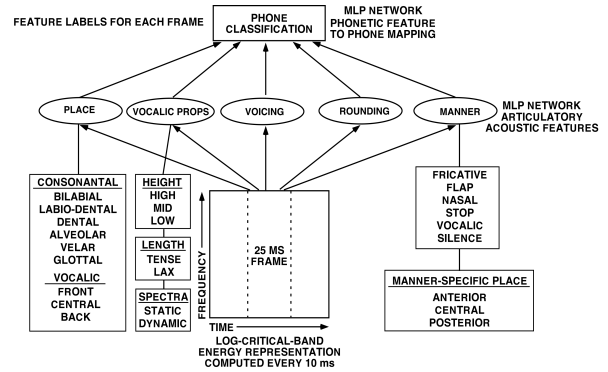 FEATURE LABELS FOR EACH FRAME
PHONE
CLASSIFICATION
MLP NETWORK
PHONETIC FEATURE
TO PHONE MAPPING
PLACE
VOCALIC PROPS
VOICING
ROUNDING
MANNER
MLP NETWORK
ARTICULATORY
ACOUSTIC FEATURES
CONSONANTAL
BILABIAL
LABIO-DENTAL
DENTAL
ALVEOLAR
VELAR
GLOTTAL
VOCALIC
FRONT
CENTRAL
BACK
HEIGHT
HIGH
MID
LOW
LENGTH
TENSE
LAX
SPECTRA
STATIC
DYNAMIC
FREQUENCY
25 MS
FRAME
TIME
LOG-CRITICAL-BAND
ENERGY REPRESENTATION
COMPUTED EVERY 10 ms
FRICATIVE
FLAP
NASAL
STOP
VOCALIC
SILENCE
MANNER-SPECIFIC PLACE
ANTERIOR
CENTRAL
POSTERIOR